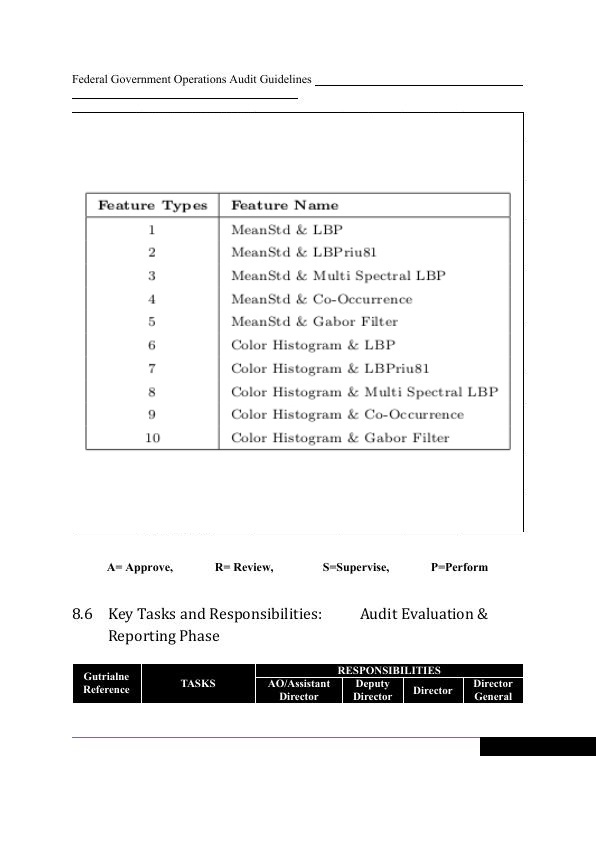 Federal Government Operations Audit Guidelines
Feature Types Feature Name
1 MeanStd & LBP
2 MeanStd & LBPriu81
3 MeanStd & Multi Spectral LBP
4 MeanStd & Co-Occurrence
5 MeanStd & Gabor Filter
6 Color Histogram & LBP
7 Color Histogram & LBPriu81
8 Color Histogram & Multi Spectral LBP
9 Color Histogram & Co-Occurrence
10 Color Histogram & Gabor Filter
A= Approve, R= Review, S=Supervise, P=Perform
8.6 Key Tasks and Responsibilities: Audit Evaluation &
Reporting Phase
Gutrialne
Reference
TASKS
RESPONSIBILITIES
AO/Assistant
Director
Deputy
Director
Director
Director
General